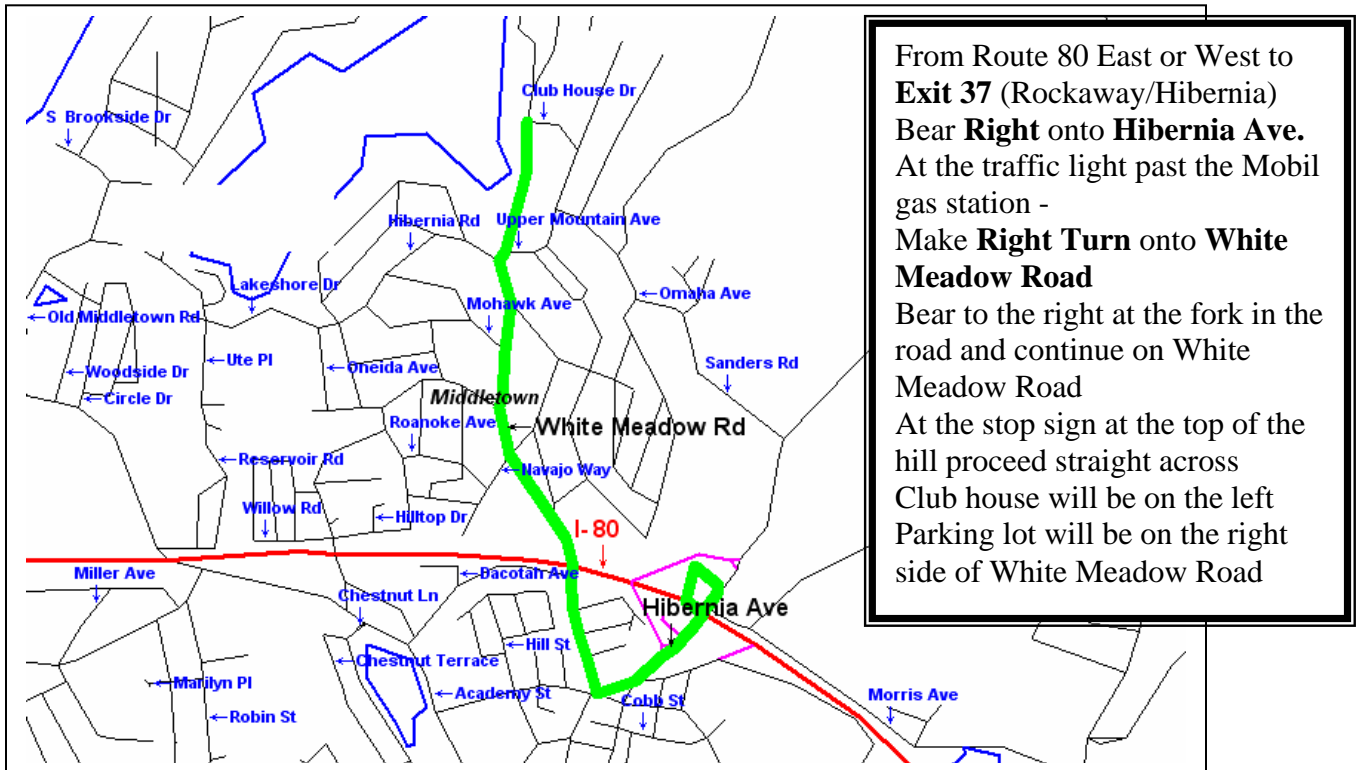 Club House Dr
S Brookside Dr
Hibernia Rd
Upper Mountain Ave
Lakeshore Dr
Omaha Ave
Mohawk Ave
Old Middletown Rd
Ute Pl
Oneida Ave
Sanders Rd
Woodside Dr
Circle Dr
Middletown
Roanoke Ave
White Meadow Rd
Reservoir Rd
Navajo Way
Willow Rd
Hilltop Dr
I-80
Miller Ave
Dacotah Ave
Chestnut Ln
Hibernia Ave
Hill St
Chestnut Terrace
Marilyn Pl
Academy St
Cobb St
Morris Ave
Robin St
From Route 80 East or West to
Exit 37 (Rockaway/Hibernia)
Bear Right onto Hibernia Ave.
At the traffic light past the Mobil
gas station -
Make Right Turn onto White
Meadow Road
Bear to the right at the fork in the
road and continue on White
Meadow Road
At the stop sign at the top of the
hill proceed straight across
Club house will be on the left
Parking lot will be on the right
side of White Meadow Road